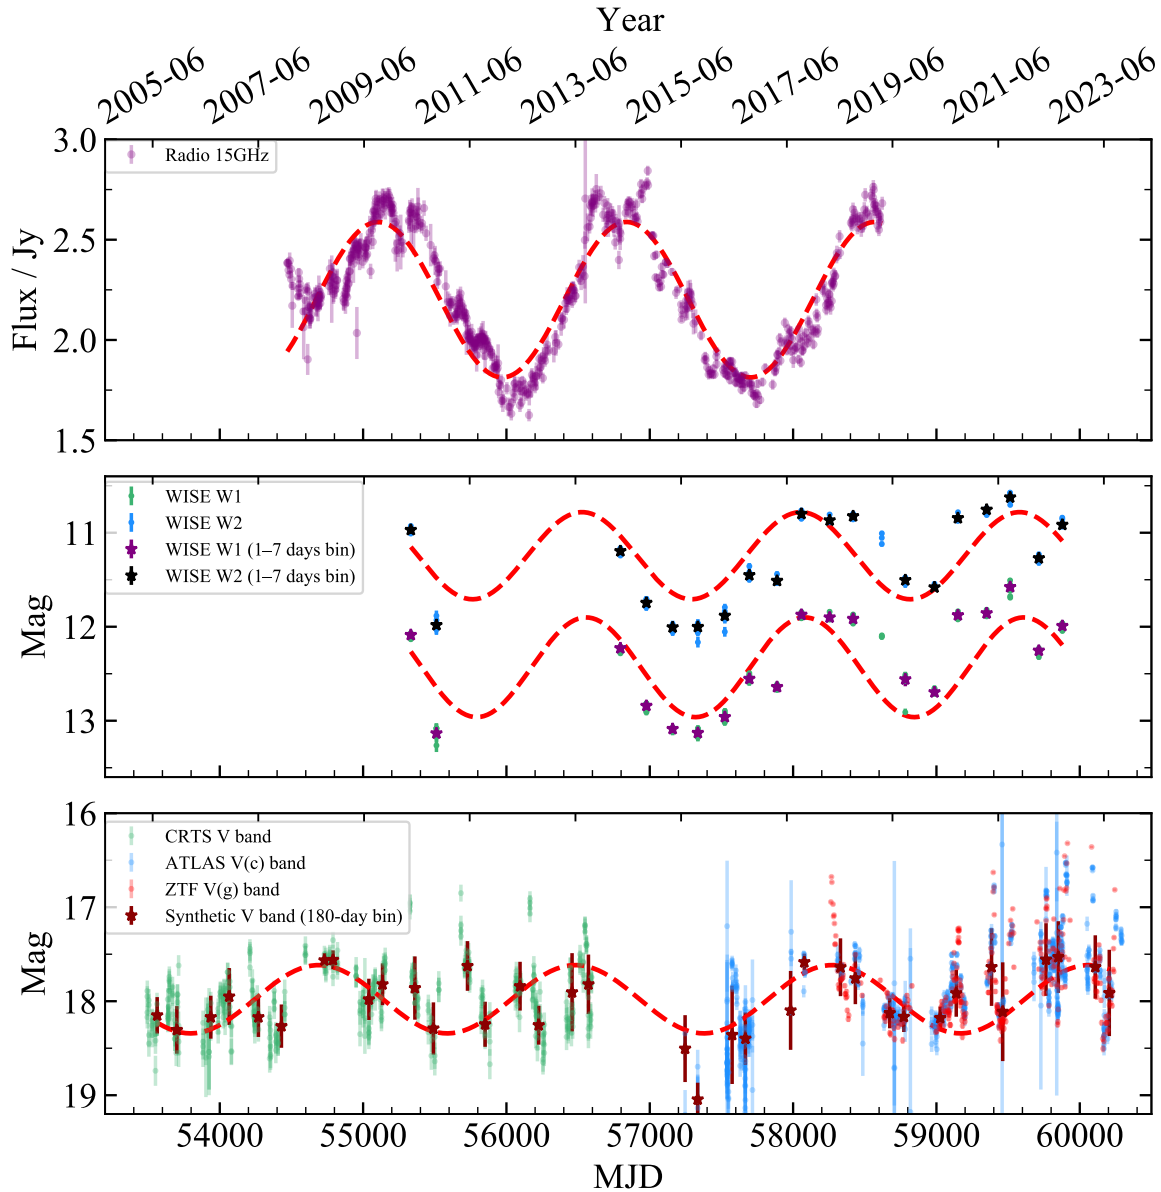 Year
2005-06 2007-06 2009-06 2011-06 2013-06 2015-06 2017-06 2019-06 2021-06 2023-06
3.0
Radio 15GHz
2.5
Flux / Jy
2.0
1.5
WISE W1
11
WISE W2
WISE W1 (1–7 days bin)
WISE W2 (1–7 days bin)
12
Mag
13
16
CRTS V band
ATLAS V(c) band
ZTF V(g) band
17
Synthetic V band (180-day bin)
Mag
18
19
54000 55000 56000 57000 58000 59000 60000
MJD